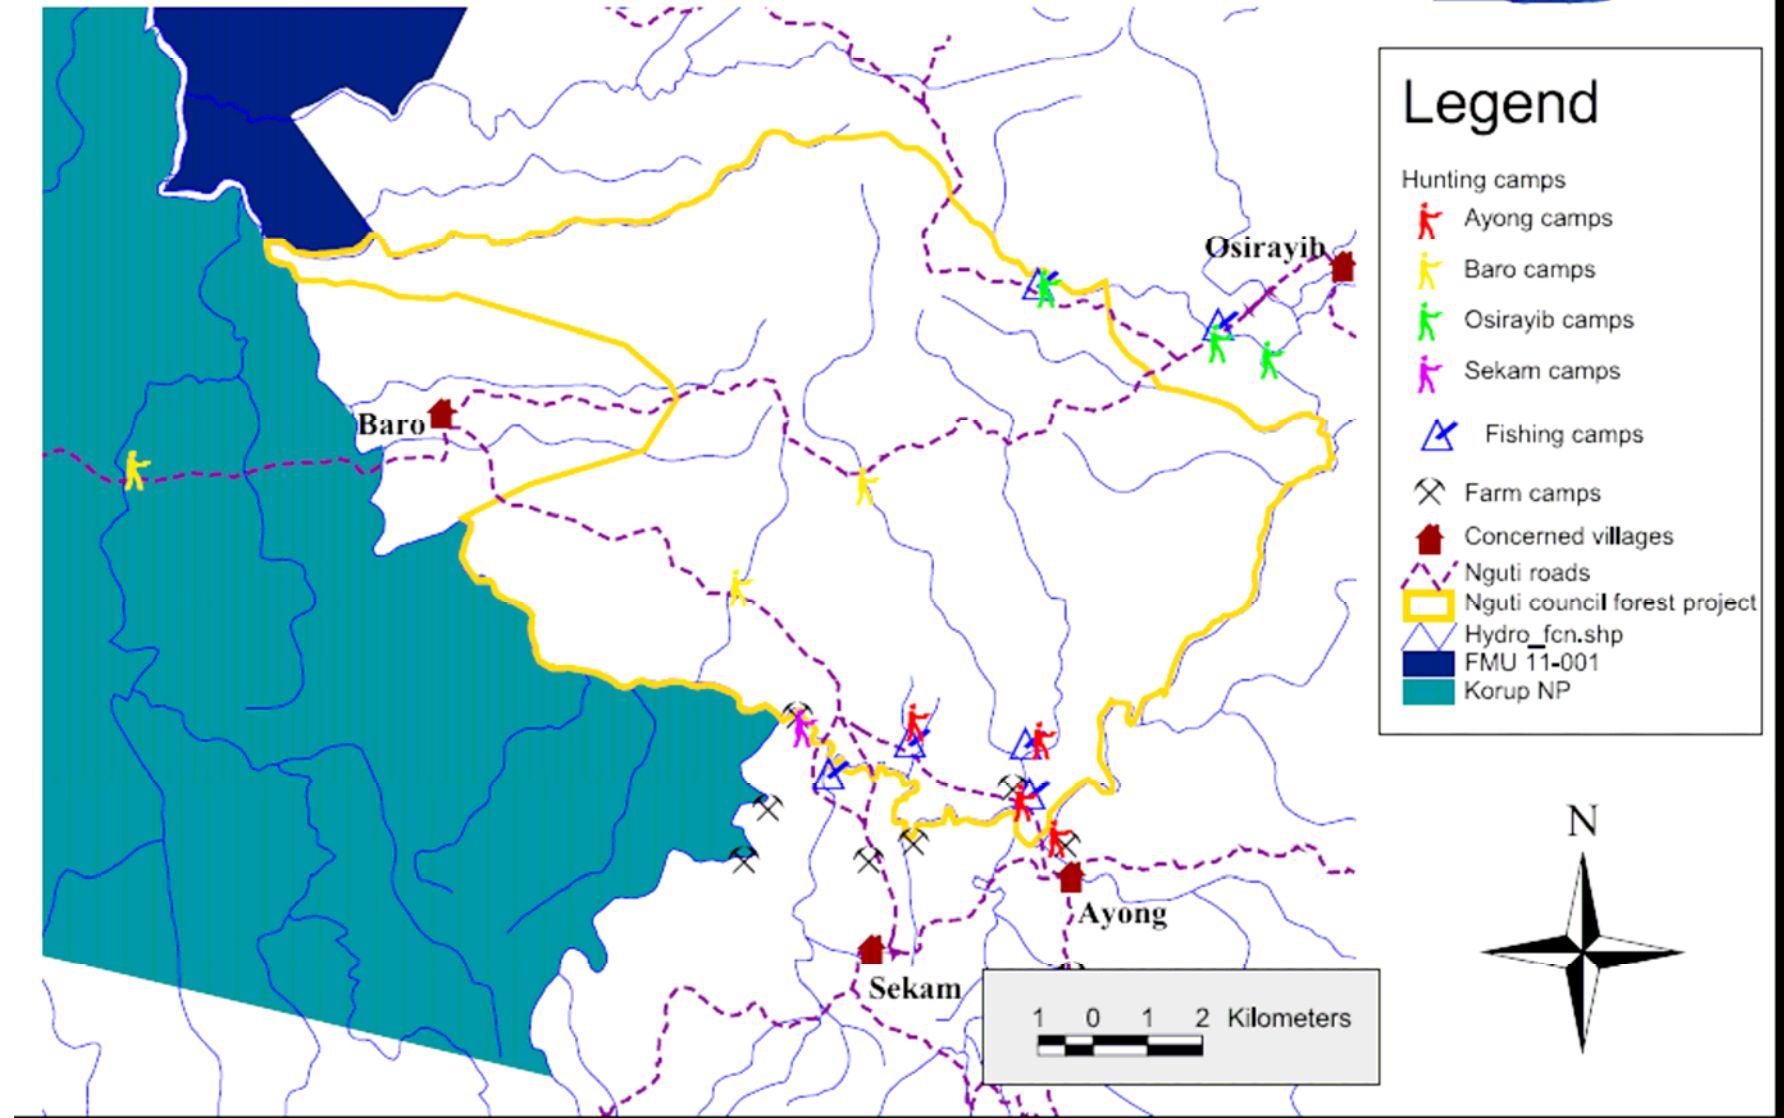 Legend
Hunting camps
Ayong camps
Baro camps
Osirayib camps
Sekam camps
Fishing camps
Farm camps
Concerned villages
Nguti roads
Nguti council forest project
Hydro_fcn.shp
FMU 11-001
Korup NP
Osirayib
Baro
Ayong
Sekam
N
1 0 1 2 Kilometers